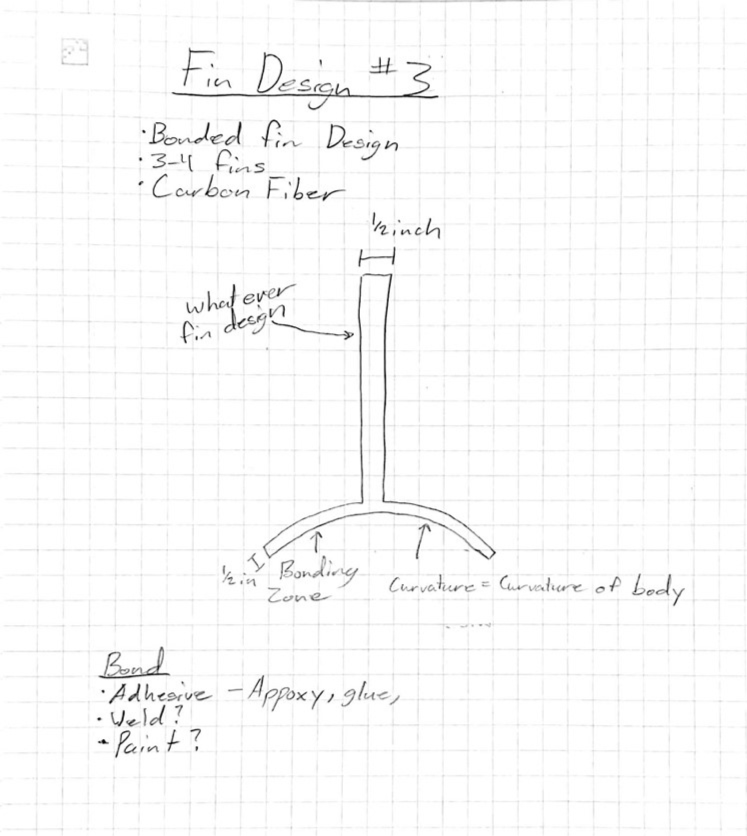 Fin Design #3
·Bonded fin Design
·3-4 fins
·Carbon Fiber
1/2 inch
whatever
fin design
1/2 in
Bonding
Zone
Curvature = Curvature of body
Bond
·Adhesive - Appoxy, glue,
·Weld?
·Paint?